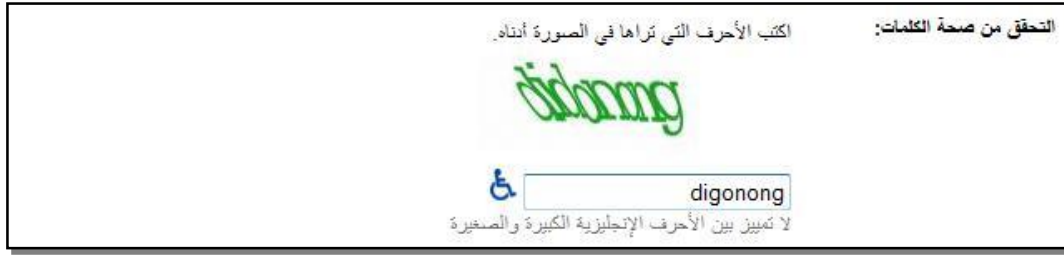 التحقق من صحة الكلمات:
اكتب الأحرف التي تراها في الصورة أدناه.
digonong
لا تمييز بين الأحرف الإنجليزية الكبيرة والصغيرة